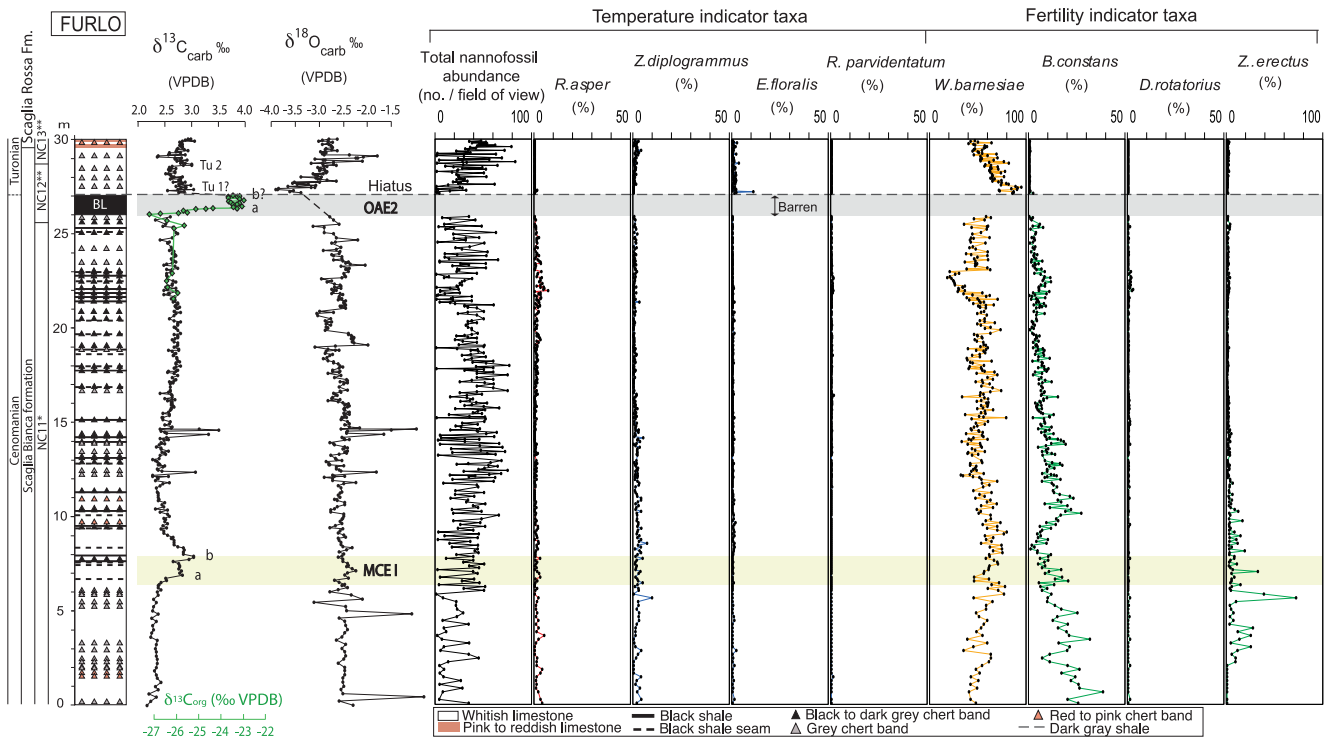 FURLO
Temperature indicator taxa
Fertility indicator taxa
δ13Ccarb ‰
(VPDB)
δ18Ocarb ‰
(VPDB)
Total nannofossil
abundance
(no. / field of view)
R.asper
(%)
Z.diplogrammus
(%)
E.floralis
(%)
R. parvidentatum
(%)
W.barnesiae
(%)
B.constans
(%)
D.rotatorius
(%)
Z..erectus
(%)
2.0 2.5 3.0 3.5 4.0
-4.0 -3.5 -3.0 -2.5 -2.0 -1.5
0 100
0 50
0 50
0 50
0 50
0 100
0 50
0 50
0 100
m
30
25
20
15
10
5
0
Turonian
Cenomanian
Scaglia Rossa Fm.
Scaglia Bianca formation
NC13**
NC12**
NC11*
BL
Tu 2
Tu 1?
b?
a
Hiatus
OAE2
Barren
b
a
MCE I
δ13Corg (‰ VPDB)
-27 -26 -25 -24 -23 -22
Whitish limestone
Pink to reddish limestone
Black shale
Black shale seam
Black to dark grey chert band
Grey chert band
Red to pink chert band
Dark gray shale